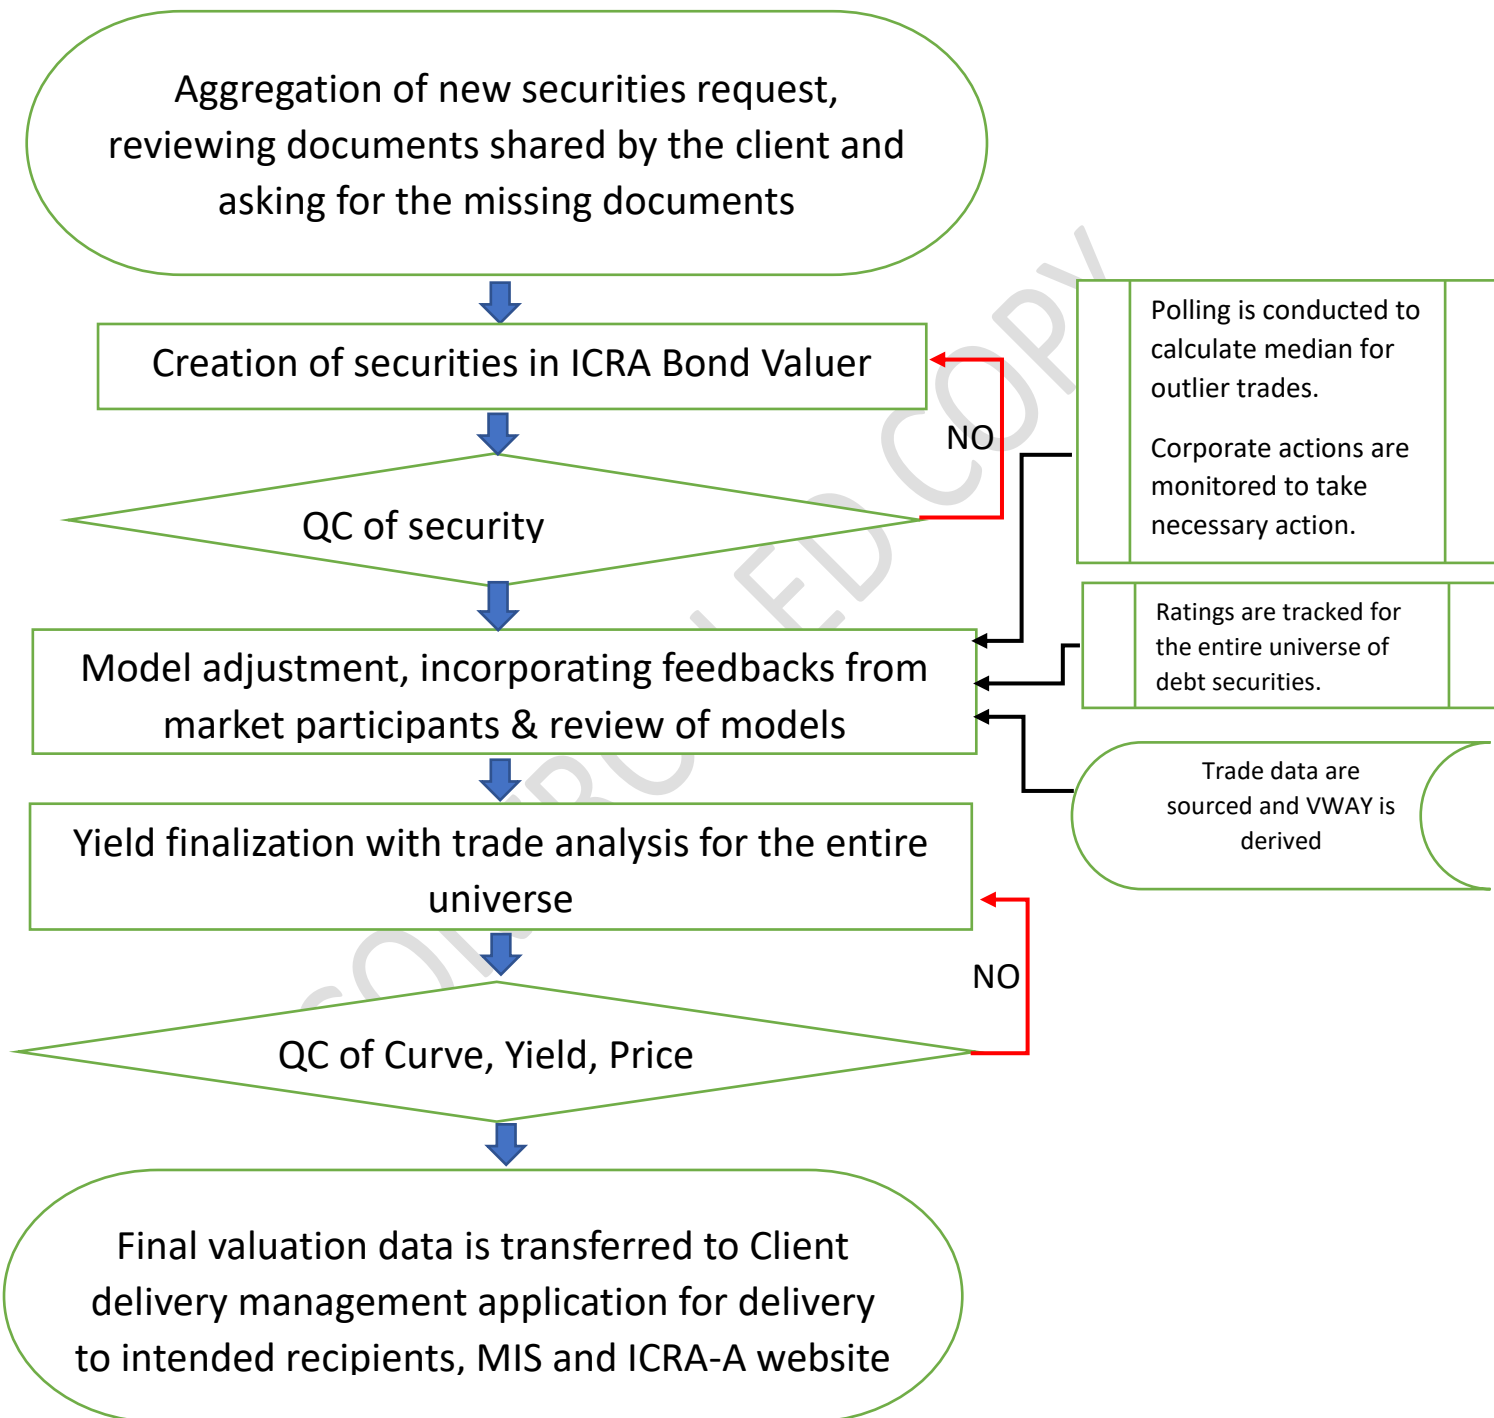 Aggregation of new securities request,
reviewing documents shared by the client and
asking for the missing documents
Creation of securities in ICRA Bond Valuer
NO
QC of security
Polling is conducted to
calculate median for
outlier trades.
Corporate actions are
monitored to take
necessary action.
Ratings are tracked for
the entire universe of
debt securities.
Model adjustment, incorporating feedbacks from
market participants & review of models
Trade data are
sourced and VWAY is
derived
Yield finalization with trade analysis for the entire
universe
NO
QC of Curve, Yield, Price
Final valuation data is transferred to Client
delivery management application for delivery
to intended recipients, MIS and ICRA-A website
COPY